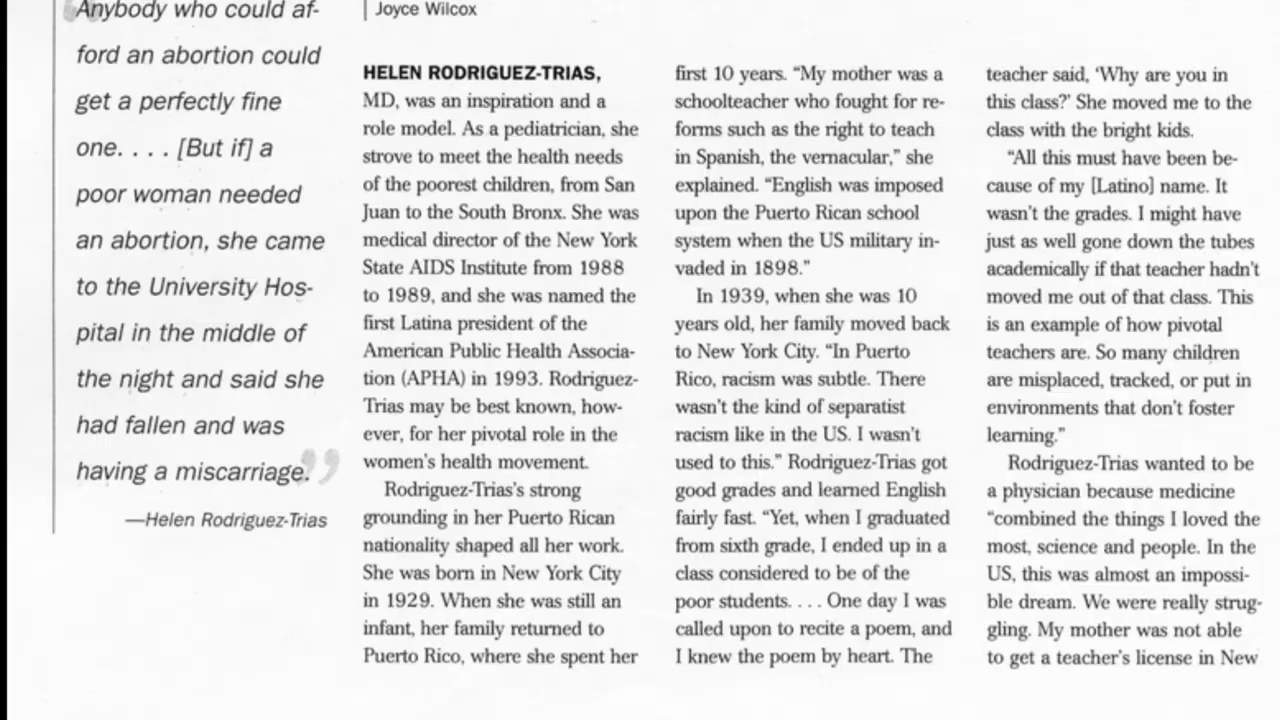 Anybody who could af-
ford an abortion could
get a perfectly fine
one. . . . [But if] a
poor woman needed
an abortion, she came
to the University Hos-
pital in the middle of
the night and said she
had fallen and was
having a miscarriage.”
—Helen Rodriguez-Trias
Joyce Wilcox
HELEN RODRIGUEZ-TRIAS,
MD, was an inspiration and a
role model. As a pediatrician, she
strove to meet the health needs
of the poorest children, from San
Juan to the South Bronx. She was
medical director of the New York
State AIDS Institute from 1988
to 1989, and she was named the
first Latina president of the
American Public Health Associa-
tion (APHA) in 1993. Rodriguez-
Trias may be best known, how-
ever, for her pivotal role in the
women’s health movement.
Rodriguez-Trias’s strong
grounding in her Puerto Rican
nationality shaped all her work.
She was born in New York City
in 1929. When she was still an
infant, her family returned to
Puerto Rico, where she spent her
first 10 years. “My mother was a
schoolteacher who fought for re-
forms such as the right to teach
in Spanish, the vernacular,” she
explained. “English was imposed
upon the Puerto Rican school
system when the US military in-
vaded in 1898.”
In 1939, when she was 10
years old, her family moved back
to New York City. “In Puerto
Rico, racism was subtle. There
wasn’t the kind of separatist
racism like in the US. I wasn’t
used to this.” Rodriguez-Trias got
good grades and learned English
fairly fast. “Yet, when I graduated
from sixth grade, I ended up in a
class considered to be of the
poor students. . . . One day I was
called upon to recite a poem, and
I knew the poem by heart. The
teacher said, ‘Why are you in
this class?’ She moved me to the
class with the bright kids.
“All this must have been be-
cause of my [Latino] name. It
wasn’t the grades. I might have
just as well gone down the tubes
academically if that teacher hadn’t
moved me out of that class. This
is an example of how pivotal
teachers are. So many children
are misplaced, tracked, or put in
environments that don’t foster
learning.”
Rodriguez-Trias wanted to be
a physician because medicine
“combined the things I loved the
most, science and people. In the
US, this was almost an impossi-
ble dream. We were really strug-
gling. My mother was not able
to get a teacher’s license in New